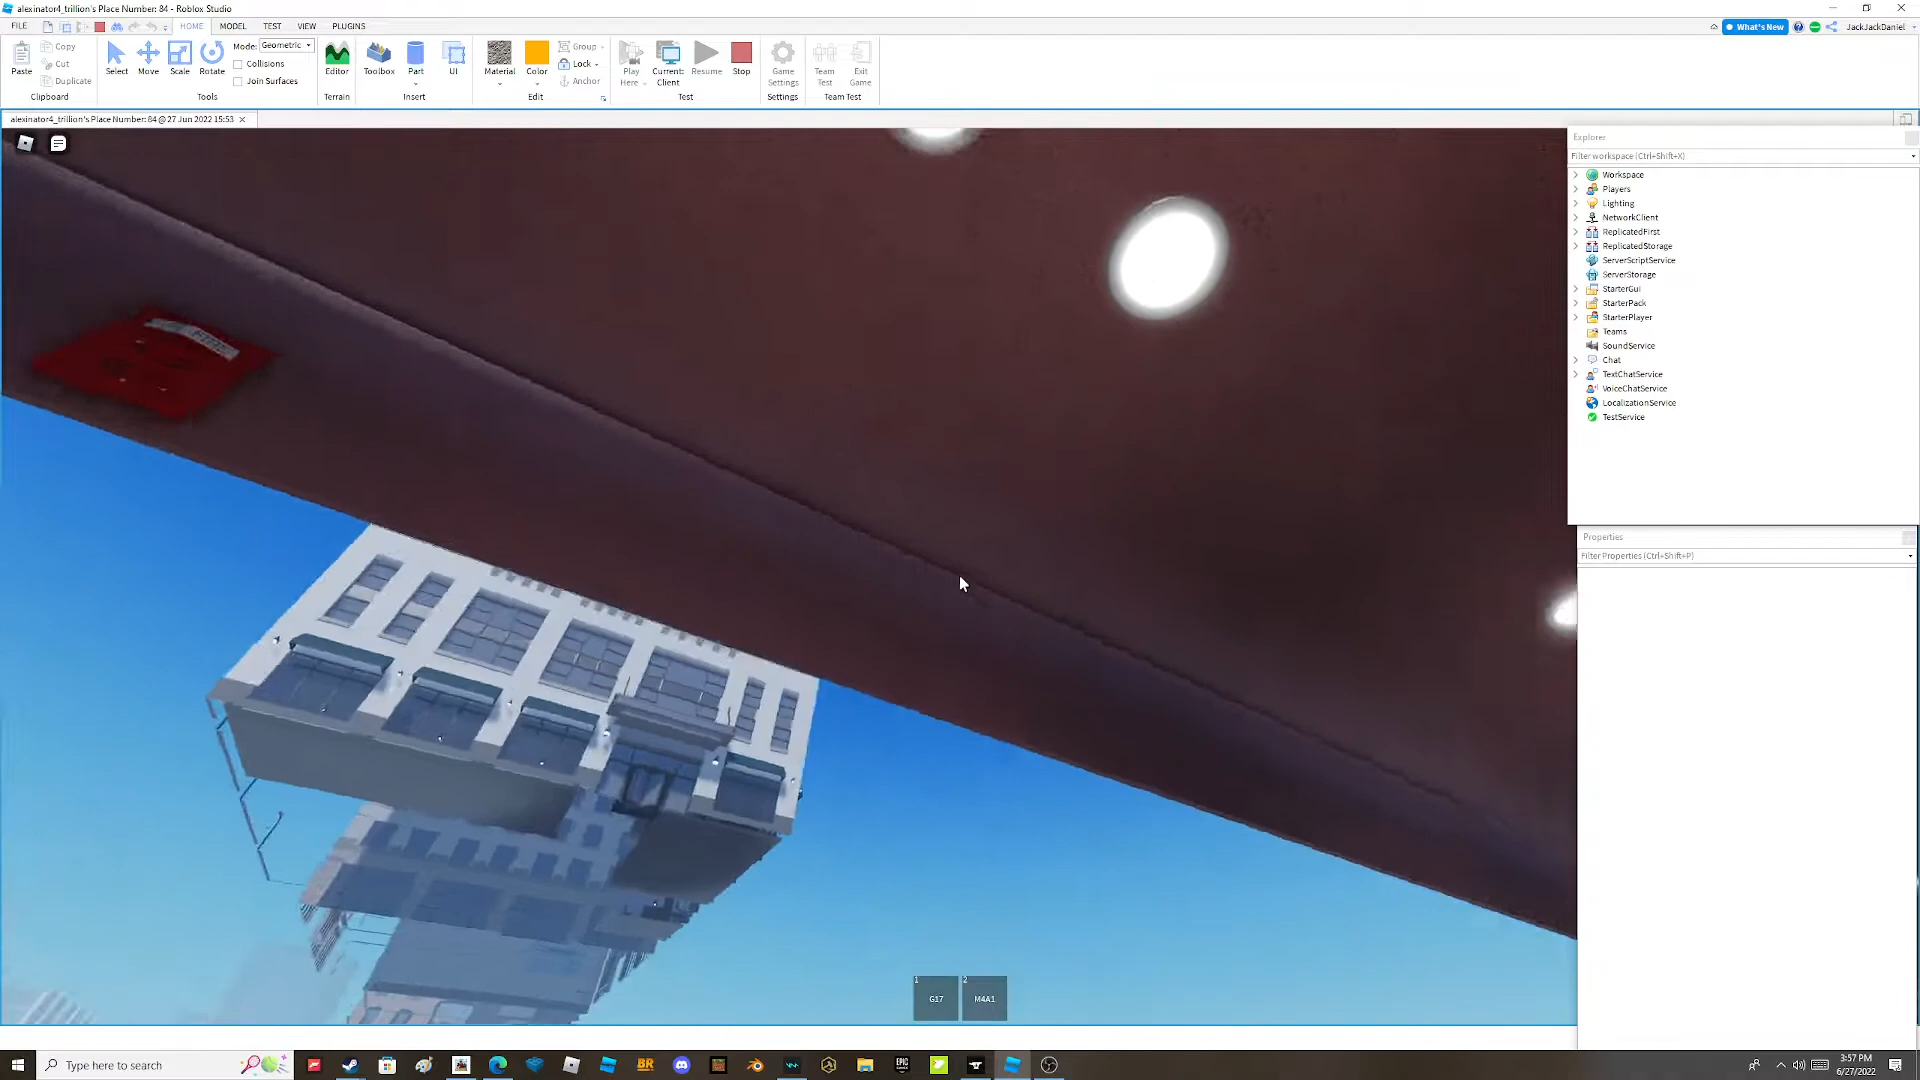 alexinator4_trillion's Place Number: 84 - Roblox Studio
FILE HOME MODEL TEST VIEW PLUGINS What's New JackJackDaniel
Paste Copy Cut Duplicate Clipboard
Select Move Scale Rotate Mode: Geometric Collisions Join Surfaces Tools
Editor Terrain
Toolbox Part UI Insert
Material Color Group Lock Anchor Edit
Play Here Current: Client Resume Stop Test
Game Settings Settings
Team Test Exit Game Team Test
alexinator4_trillion's Place Number: 84 @ 27 Jun 2022 15:53
Explorer
Filter workspace (Ctrl+Shift+X)
Workspace
Players
Lighting
NetworkClient
ReplicatedFirst
ReplicatedStorage
ServerScriptService
ServerStorage
StarterGui
StarterPack
StarterPlayer
Teams
SoundService
Chat
TextChatService
VoiceChatService
LocalizationService
TestService
Properties
Filter Properties (Ctrl+Shift+P)
1 2
G17 M4A1
Type here to search
BR
EPIC GAMES
3:57 PM
6/27/2022